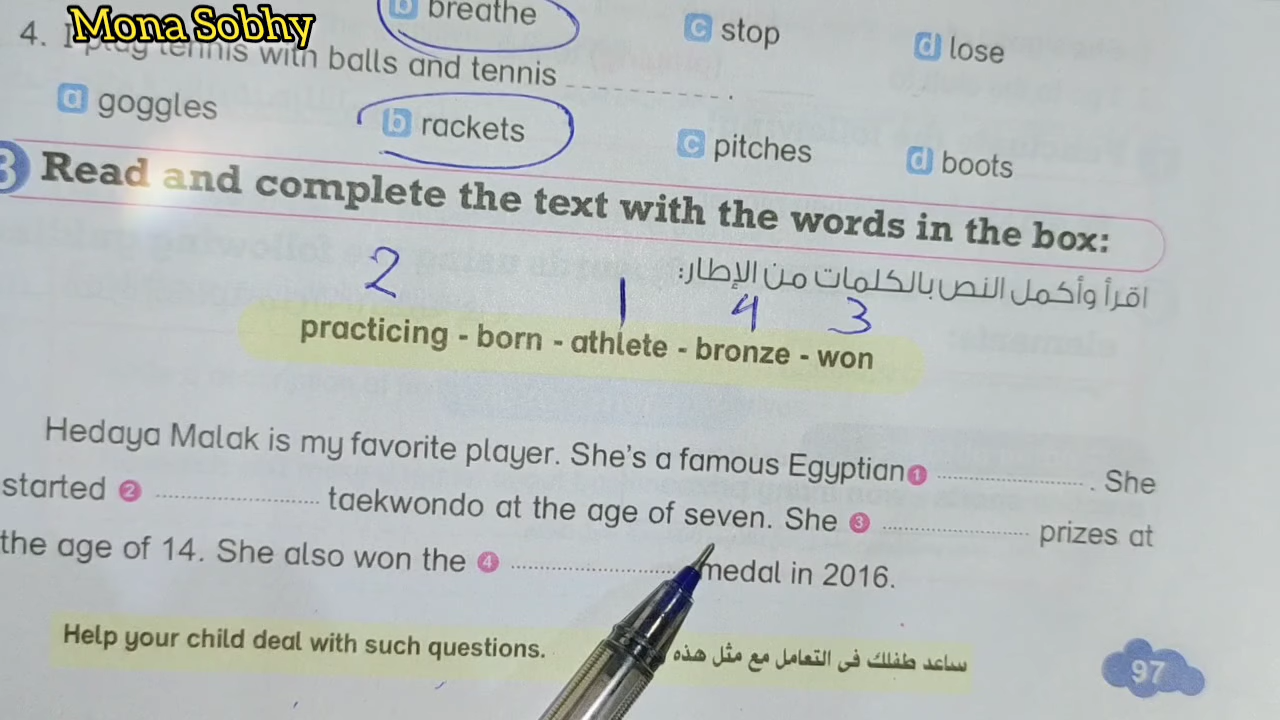 Mona Sobhy
b breathe
c stop
d lose
4. I play tennis with balls and tennis ............ .
a goggles
b rackets
c pitches
d boots
3 Read and complete the text with the words in the box:
اقرأ وأكمل النص بالكلمات من الإطار:
2 1 4 3
practicing - born - athlete - bronze - won
Hedaya Malak is my favorite player. She's a famous Egyptian 1 ............ . She
started 2 ............ taekwondo at the age of seven. She 3 ............ prizes at
the age of 14. She also won the 4 ............ medal in 2016.
Help your child deal with such questions.
ساعد طفلك فى التعامل مع مثل هذه
97